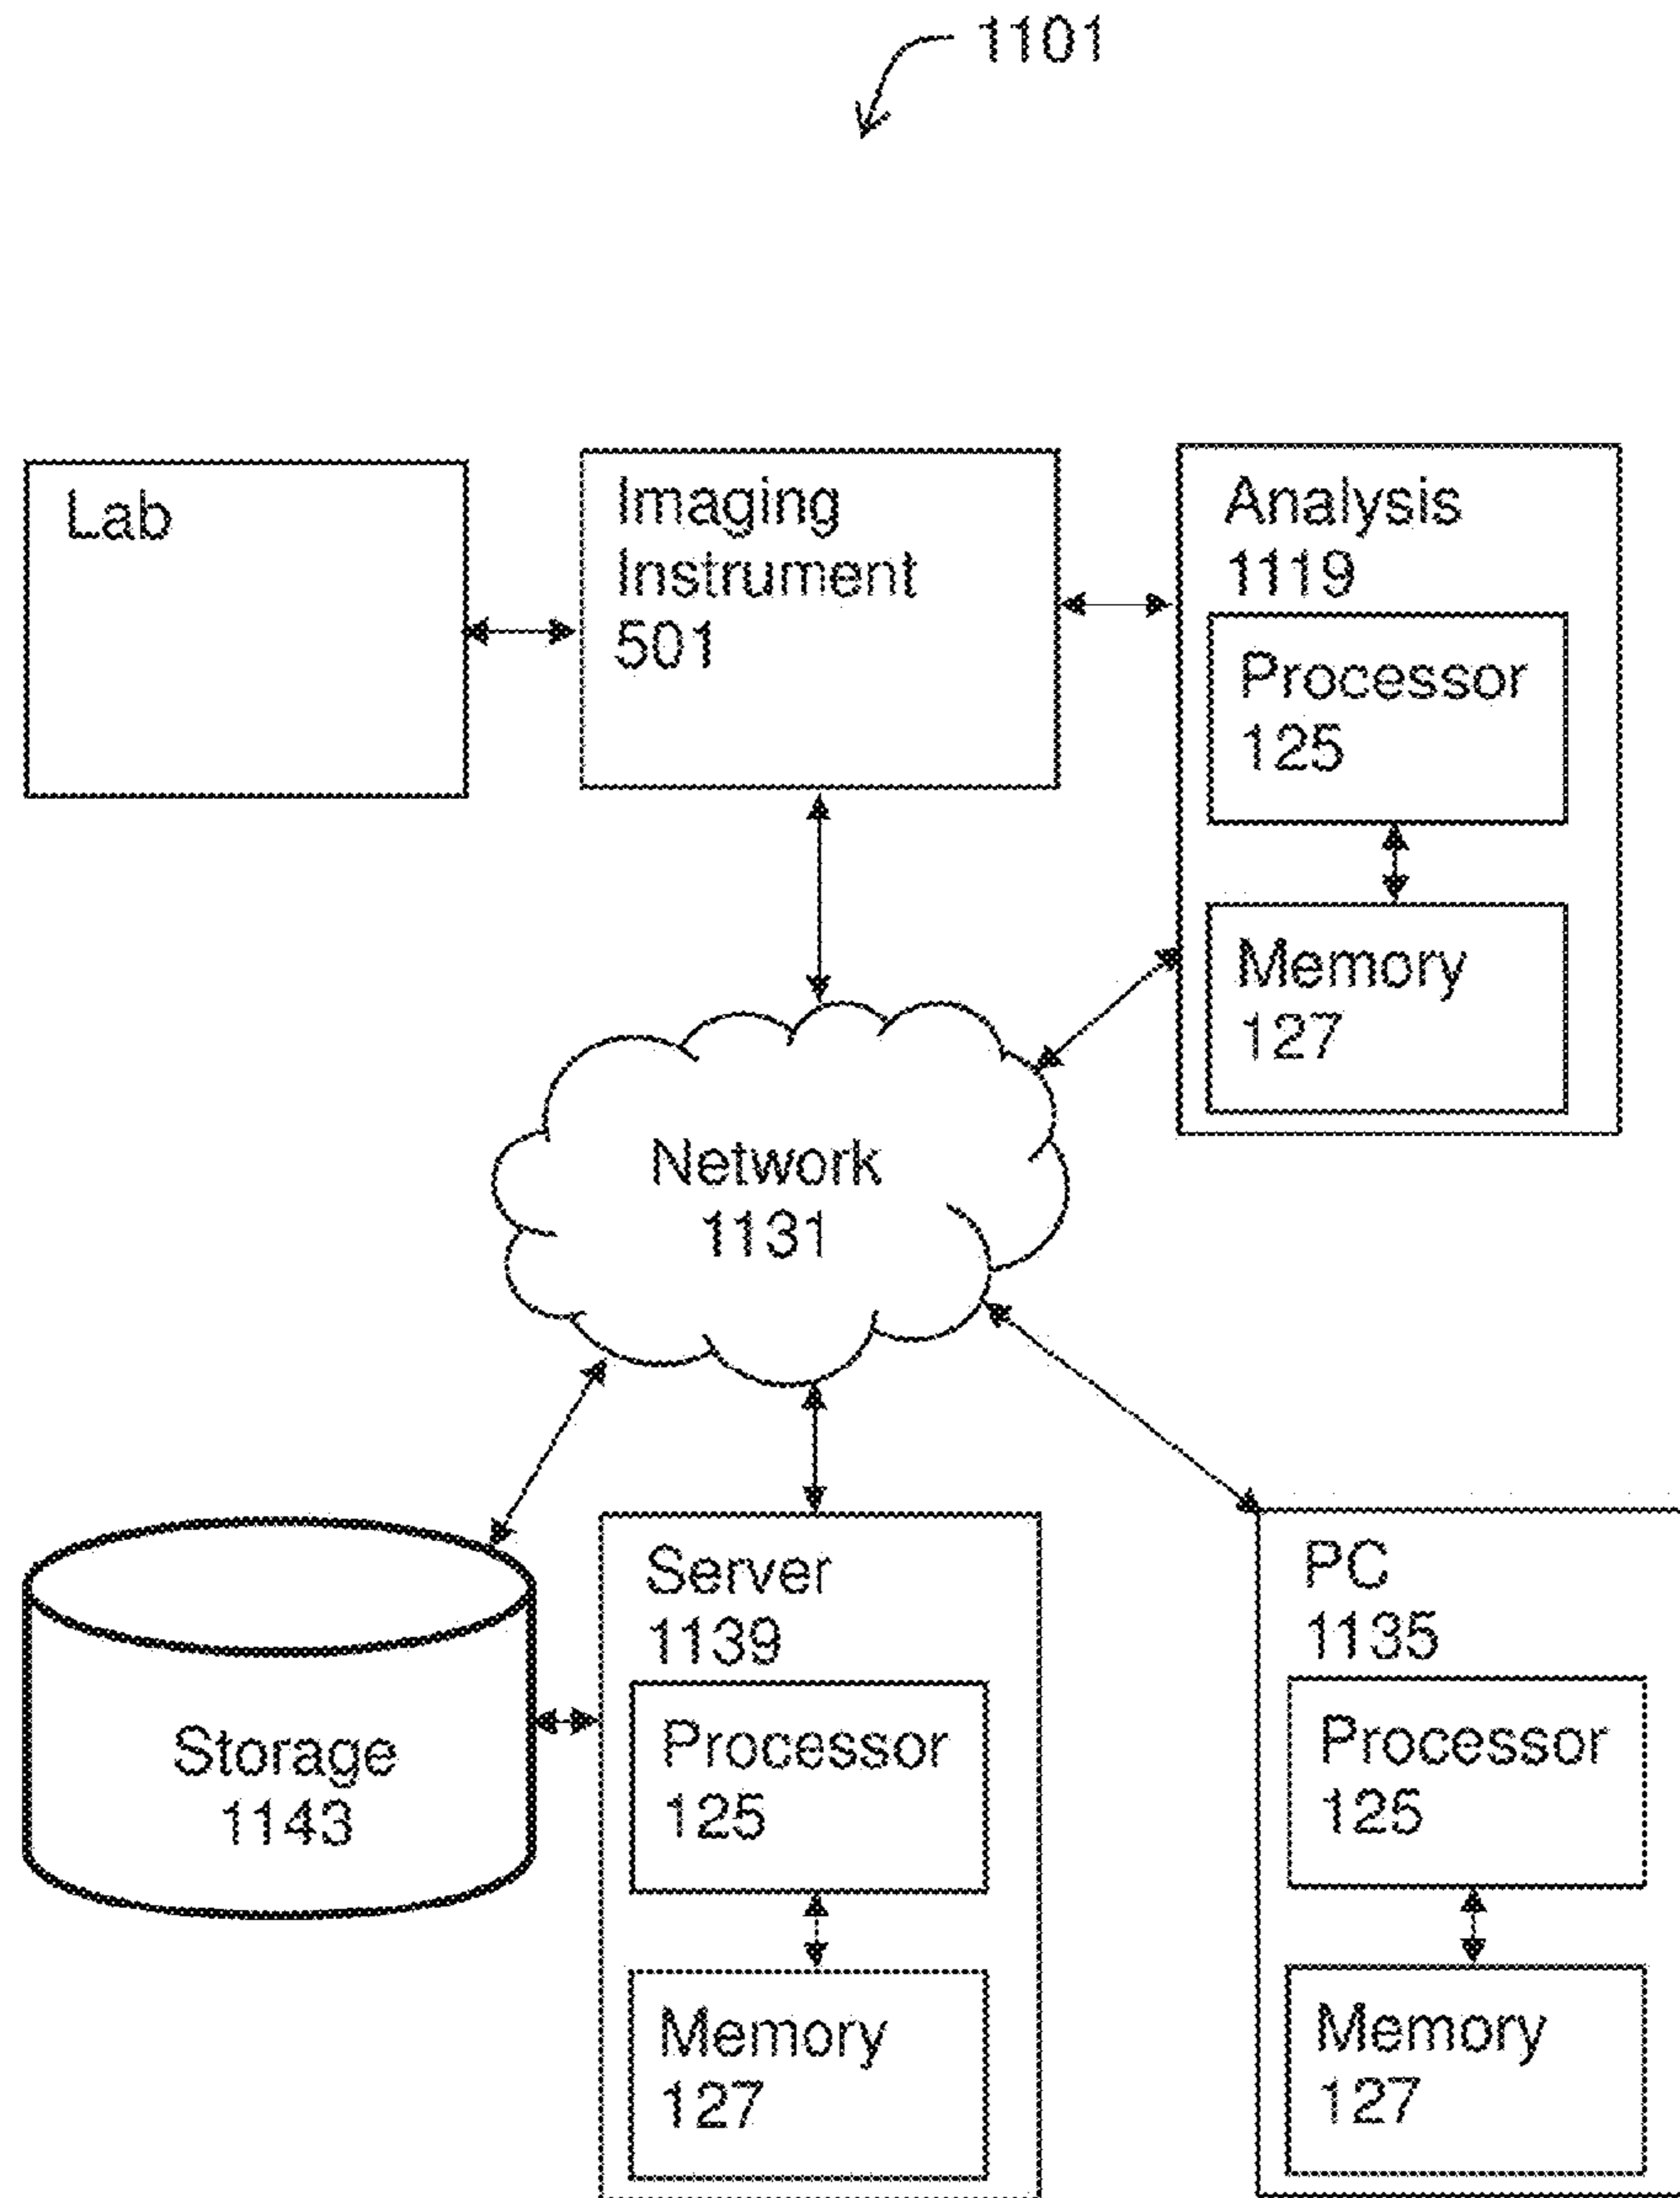 1101
Lab
Imaging
Instrument
501
Analysis
1119
Processor
125
Memory
127
Network
1131
Storage
1143
Server
1139
Processor
125
Memory
127
PC
1135
Processor
125
Memory
127